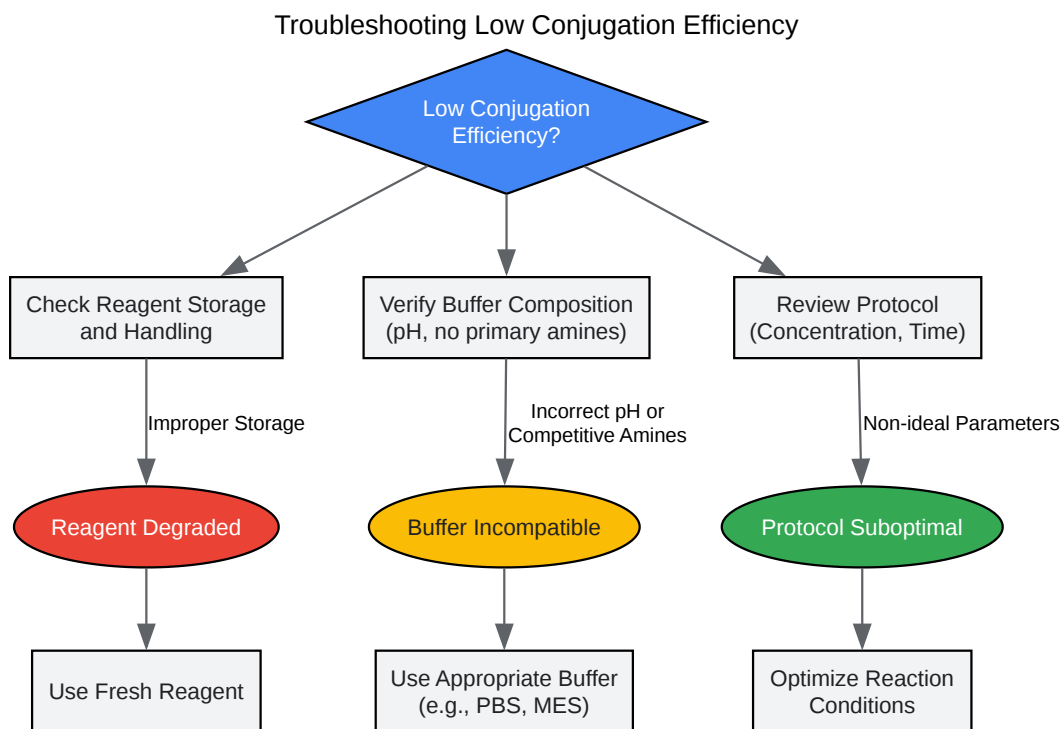 Troubleshooting Low Conjugation Efficiency
Low Conjugation
Efficiency?
Check Reagent Storage
and Handling
Verify Buffer Composition
(pH, no primary amines)
Review Protocol
(Concentration, Time)
Improper Storage
Incorrect pH or
Competitive Amines
Non-ideal Parameters
Reagent Degraded
Buffer Incompatible
Protocol Suboptimal
Use Fresh Reagent
Use Appropriate Buffer
(e.g., PBS, MES)
Optimize Reaction
Conditions